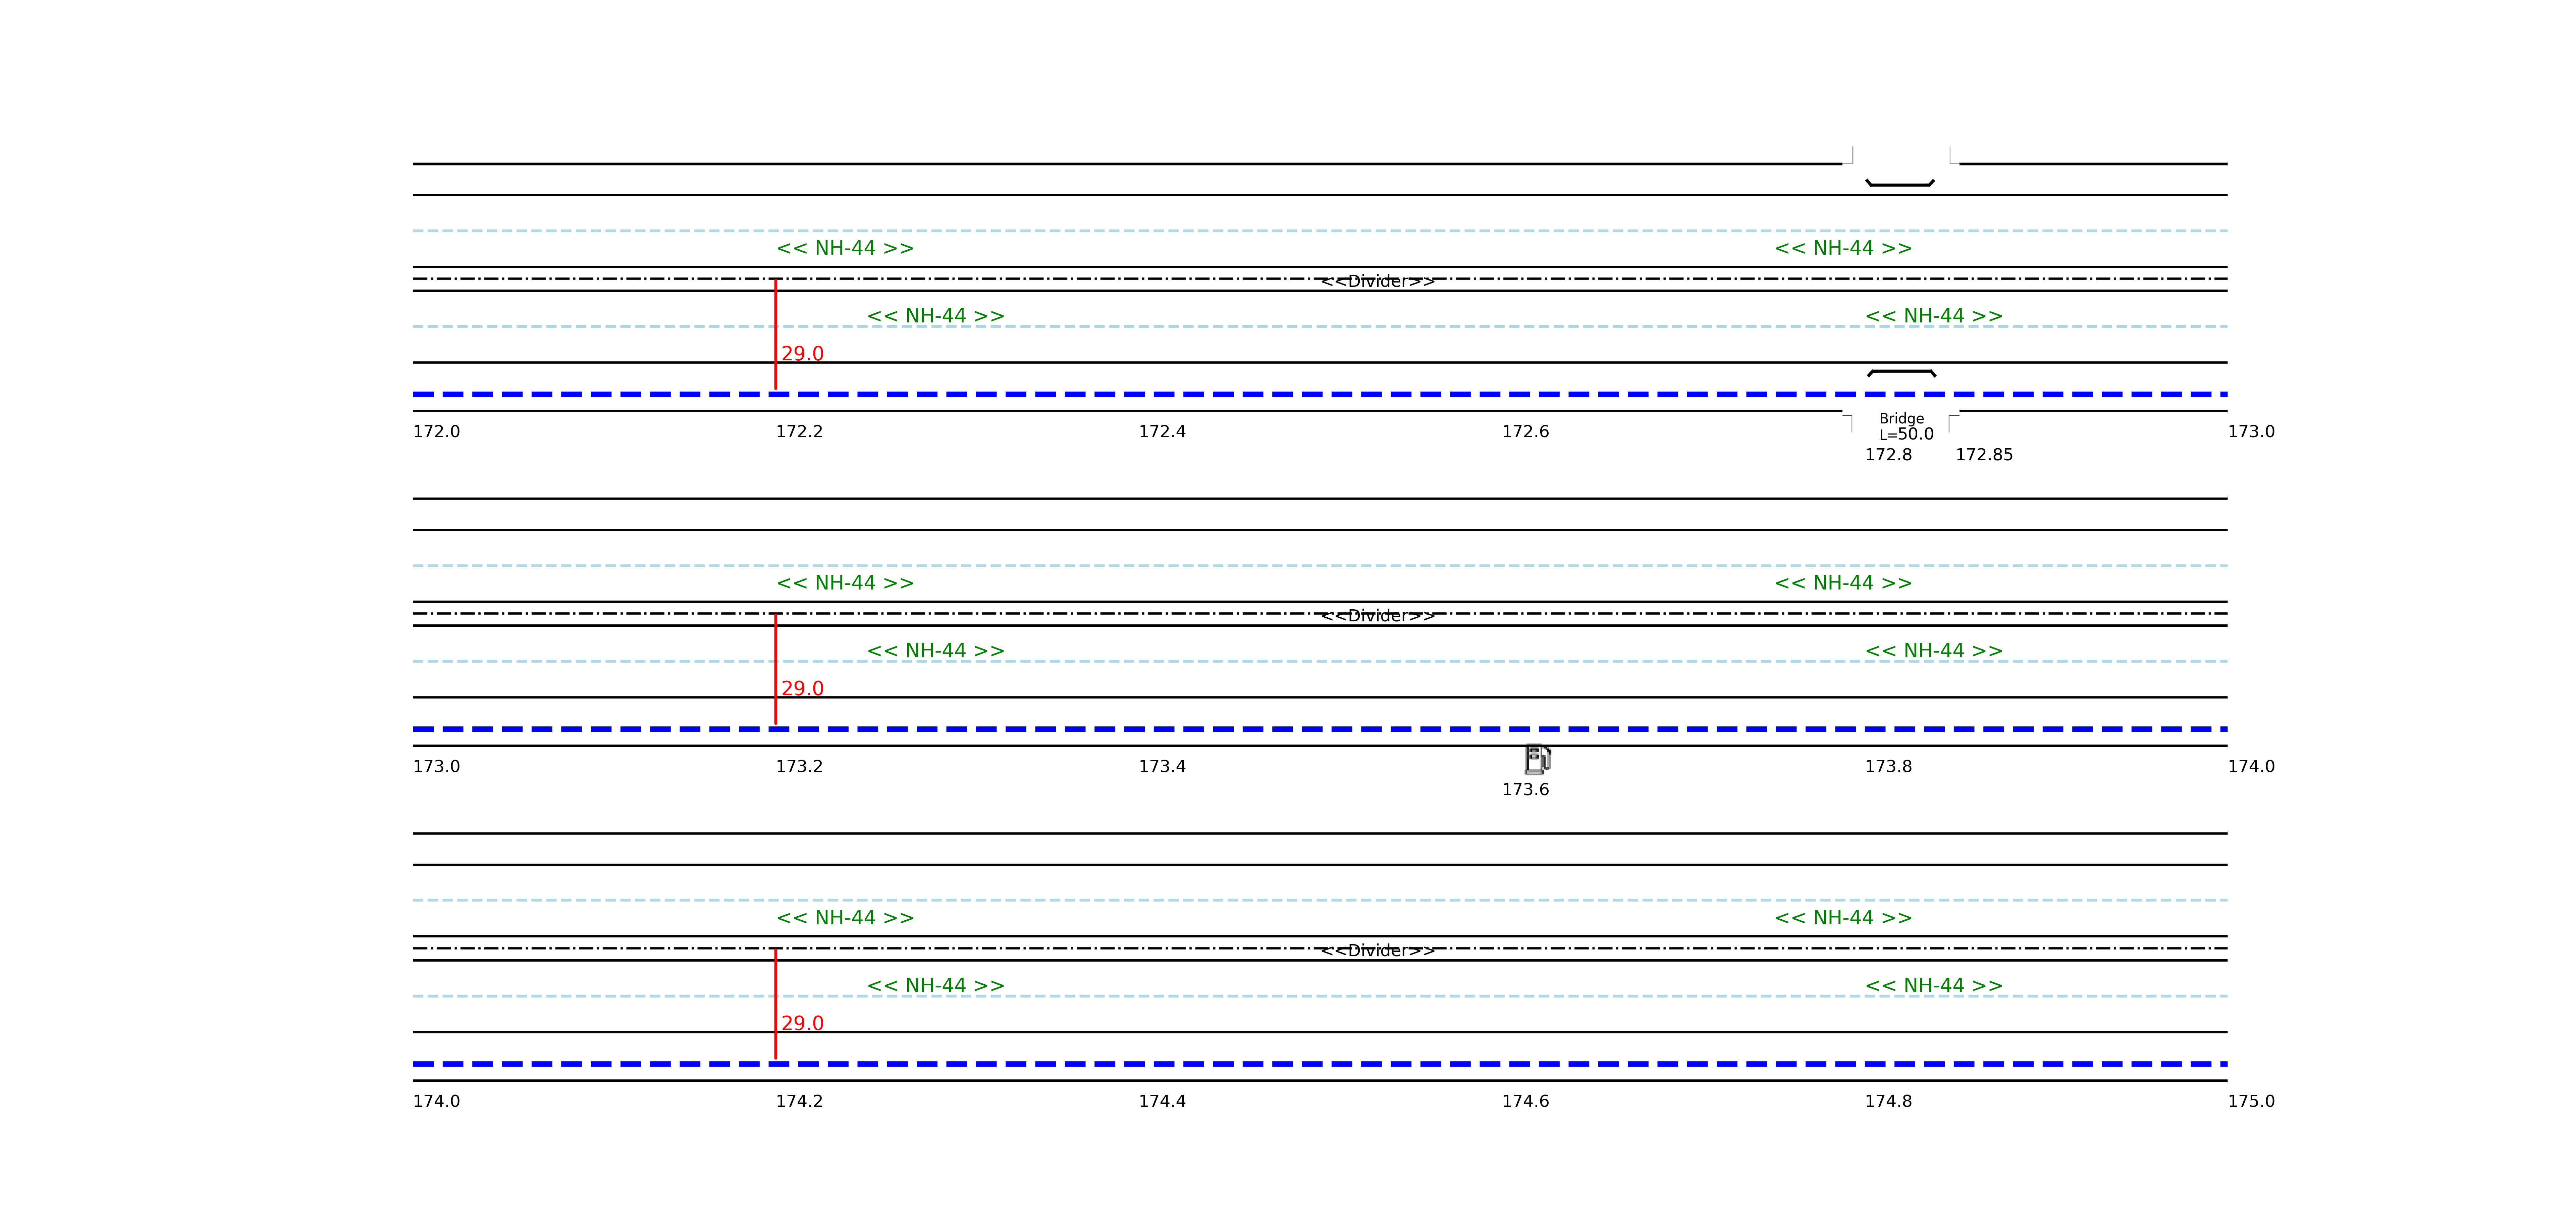 << NH-44 >> << NH-44 >>
<<Divider>>
<< NH-44 >> << NH-44 >>
29.0
Bridge
L=50.0
172.0 172.2 172.4 172.6 173.0
172.8 172.85
<< NH-44 >> << NH-44 >>
<<Divider>>
<< NH-44 >> << NH-44 >>
29.0
173.0 173.2 173.4 173.8 174.0
173.6
<< NH-44 >> << NH-44 >>
<<Divider>>
<< NH-44 >> << NH-44 >>
29.0
174.0 174.2 174.4 174.6 174.8 175.0